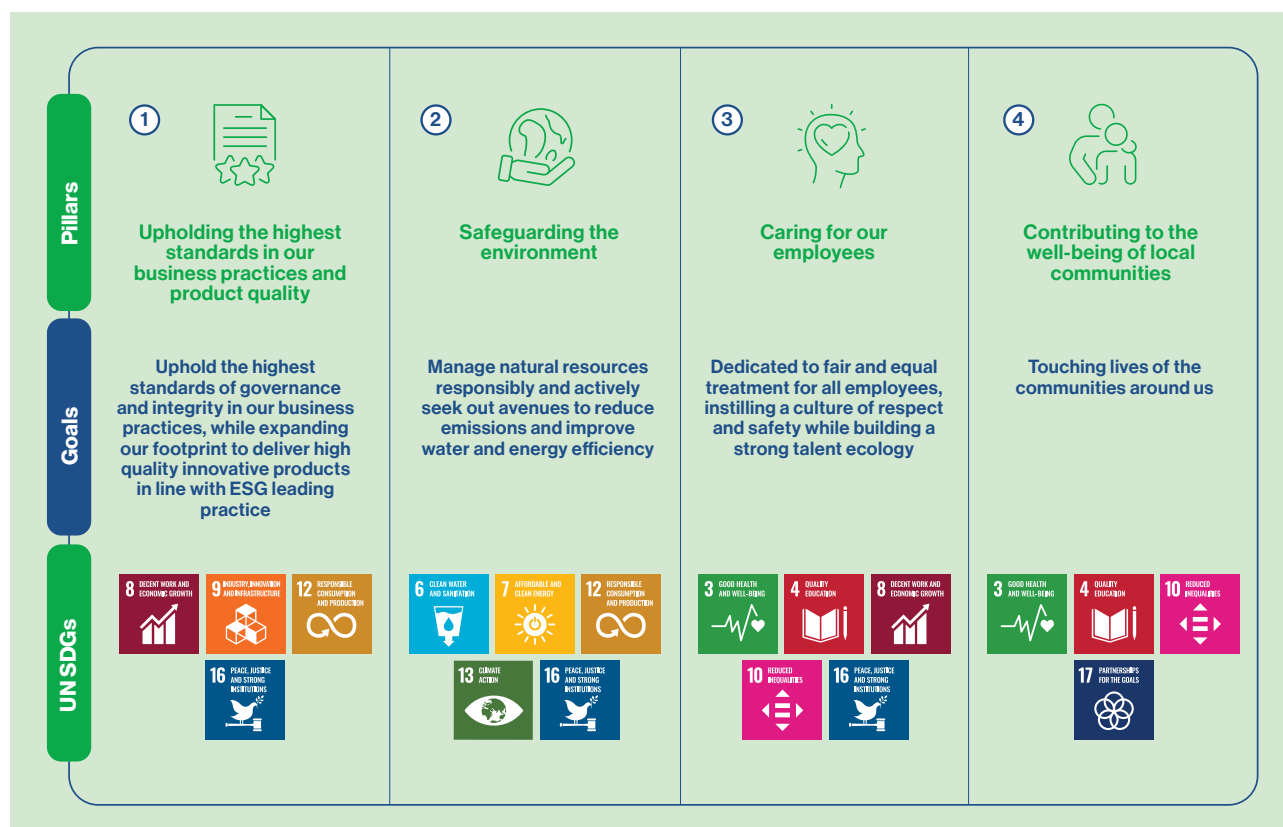 Pillars
1
Upholding the highest
standards in our
business practices and
product quality
2
Safeguarding the
environment
3
Caring for our
employees
4
Contributing to the
well-being of local
communities
Goals
Uphold the highest
standards of governance
and integrity in our business
practices, while expanding
our footprint to deliver high
quality innovative products
in line with ESG leading
practice
Manage natural resources
responsibly and actively
seek out avenues to reduce
emissions and improve
water and energy efficiency
Dedicated to fair and equal
treatment for all employees,
instilling a culture of respect
and safety while building a
strong talent ecology
Touching lives of the
communities around us
UN SDGs
8 DECENT WORK AND
ECONOMIC GROWTH
9 INDUSTRY, INNOVATION
AND INFRASTRUCTURE
12 RESPONSIBLE
CONSUMPTION
AND PRODUCTION
16 PEACE, JUSTICE
AND STRONG
INSTITUTIONS
6 CLEAN WATER
AND SANITATION
7 AFFORDABLE AND
CLEAN ENERGY
12 RESPONSIBLE
CONSUMPTION
AND PRODUCTION
13 CLIMATE
ACTION
16 PEACE, JUSTICE
AND STRONG
INSTITUTIONS
3 GOOD HEALTH
AND WELL-BEING
4 QUALITY
EDUCATION
8 DECENT WORK AND
ECONOMIC GROWTH
10 REDUCED
INEQUALITIES
16 PEACE, JUSTICE
AND STRONG
INSTITUTIONS
3 GOOD HEALTH
AND WELL-BEING
4 QUALITY
EDUCATION
10 REDUCED
INEQUALITIES
17 PARTNERSHIPS
FOR THE GOALS